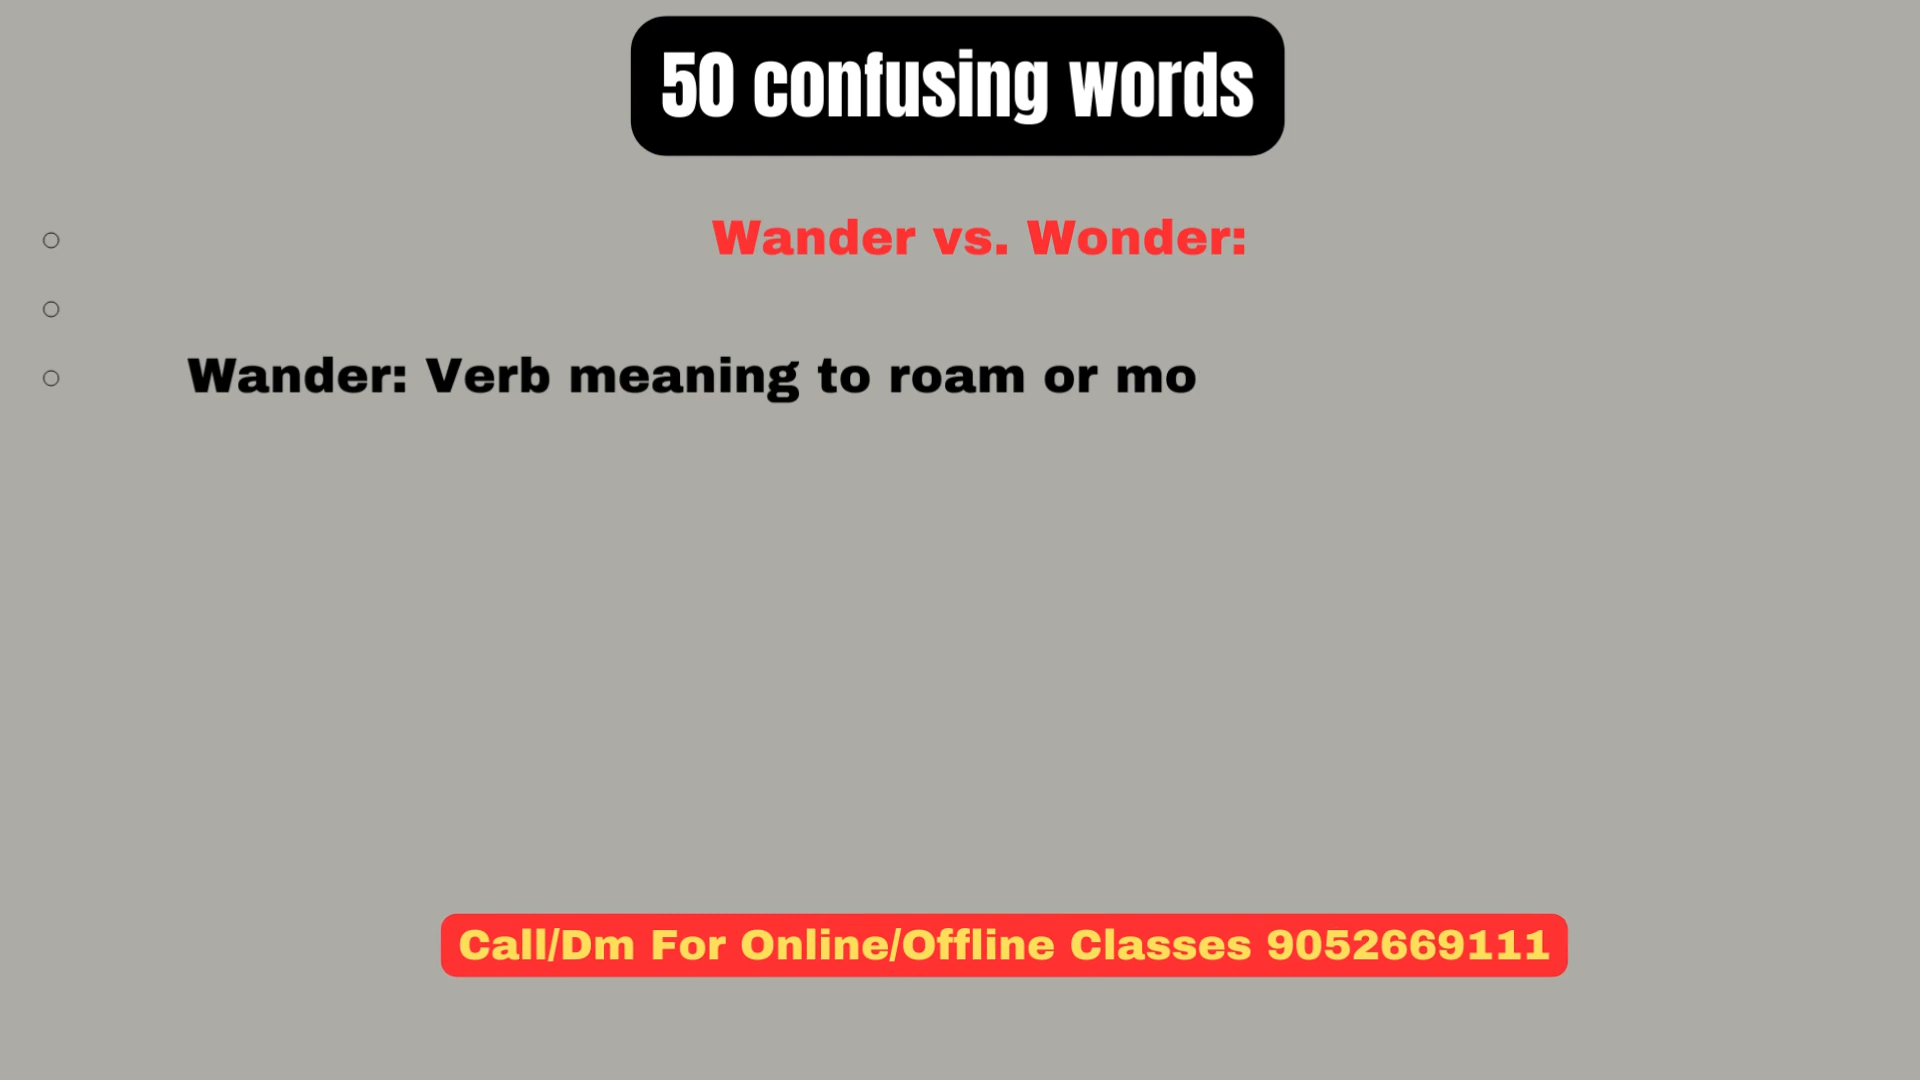 50 confusing words
Wander vs. Wonder:
Wander: Verb meaning to roam or mo
Call/Dm For Online/Offline Classes 9052669111